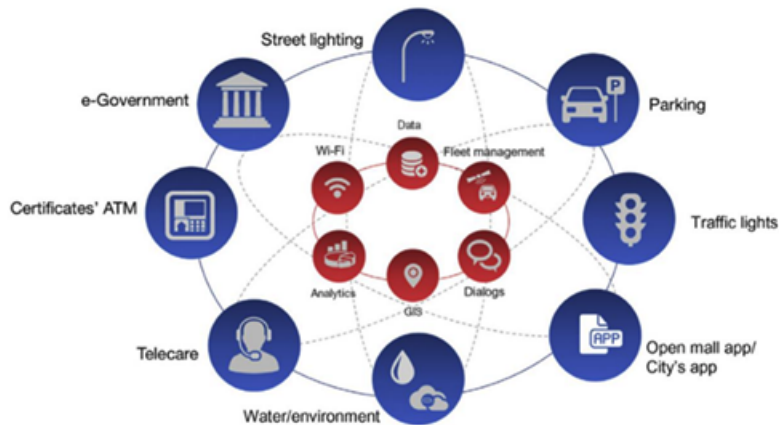 Street lighting
e-Government
P
Parking
Data
Wi-Fi
Fleet management
Certificates' ATM
Traffic lights
Analytics
GIS
Dialogs
Telecare
APP
Open mall app/
City's app
Water/environment